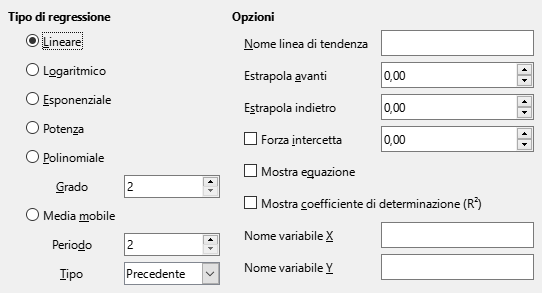 Tipo di regressione
Lineare
Logaritmico
Esponenziale
Potenza
Polinomiale
Grado 2
Media mobile
Periodo 2
Tipo Precedente
Opzioni
Nome linea di tendenza
Estrapola avanti 0,00
Estrapola indietro 0,00
Forza intercetta 0,00
Mostra equazione
Mostra coefficiente di determinazione (R²)
Nome variabile X
Nome variabile Y